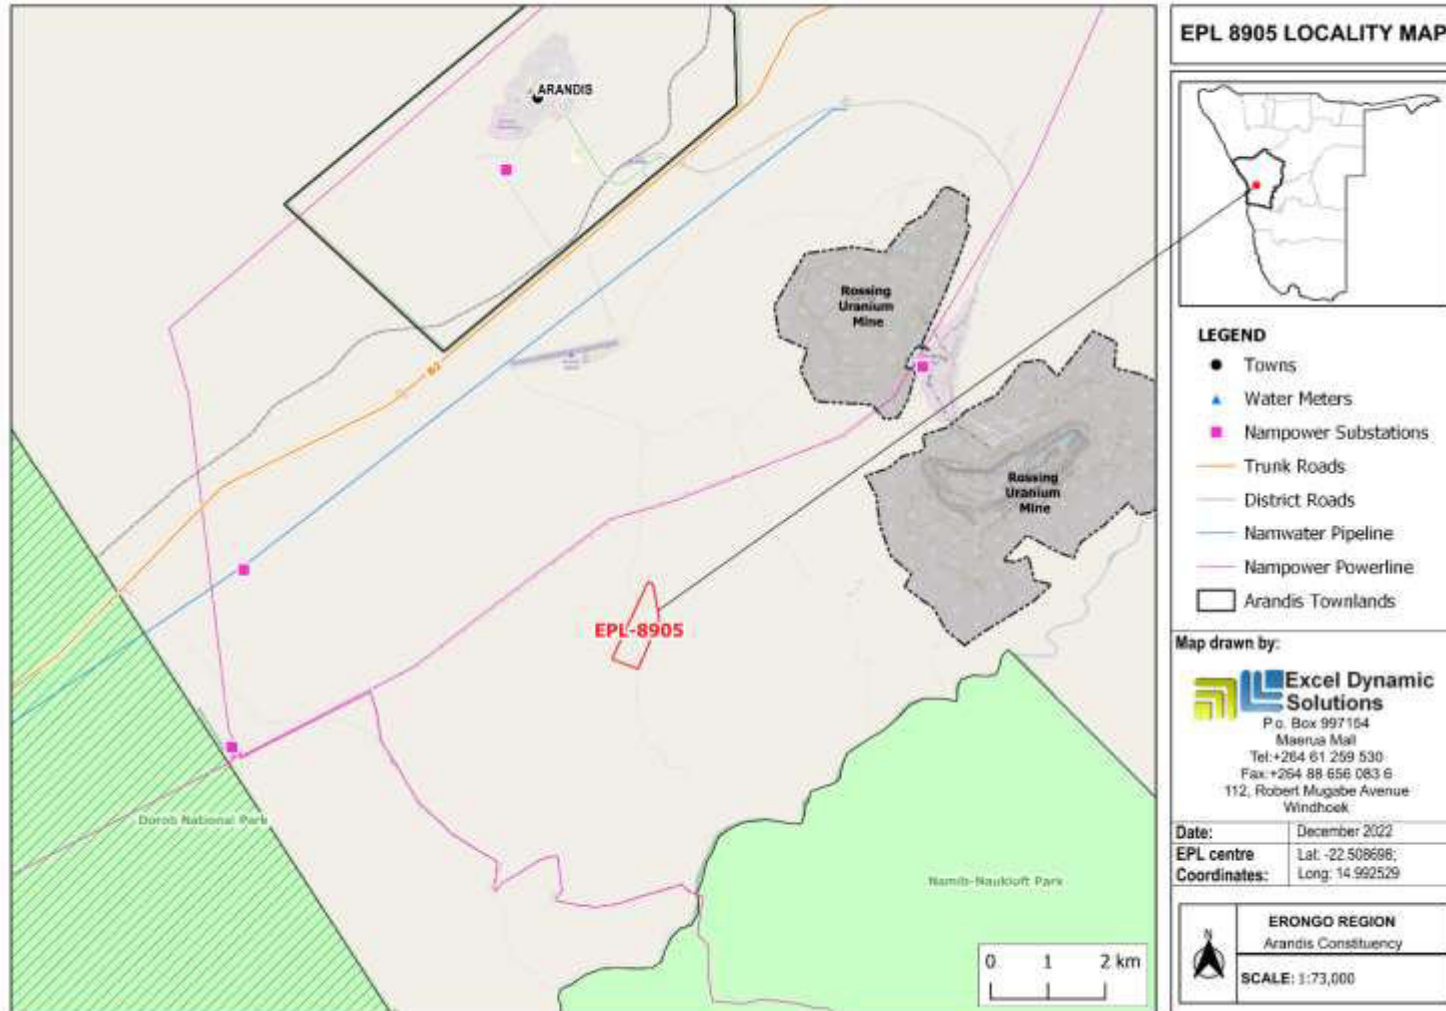 EPL 8905 LOCALITY MAP
ARANDIS
B2
Rossing
Uranium
Mine
Rossing
Uranium
Mine
EPL-8905
Dorob National Park
Namib-Naukluft Park
0 1 2 km
LEGEND
Towns
Water Meters
Nampower Substations
Trunk Roads
District Roads
Namwater Pipeline
Nampower Powerline
Arandis Townlands
Map drawn by:
Excel Dynamic
Solutions
P o. Box 997154
Maerua Mall
Tel:+264 61 259 530
Fax:+264 88 656 083 6
112, Robert Mugabe Avenue
Windhoek
Date: December 2022
EPL centre Lat: -22.508698;
Coordinates: Long: 14.992529
N
ERONGO REGION
Arandis Constituency
SCALE: 1:73,000